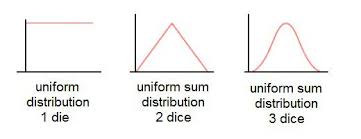 uniform
distribution
1 die
uniform sum
distribution
2 dice
uniform sum
distribution
3 dice